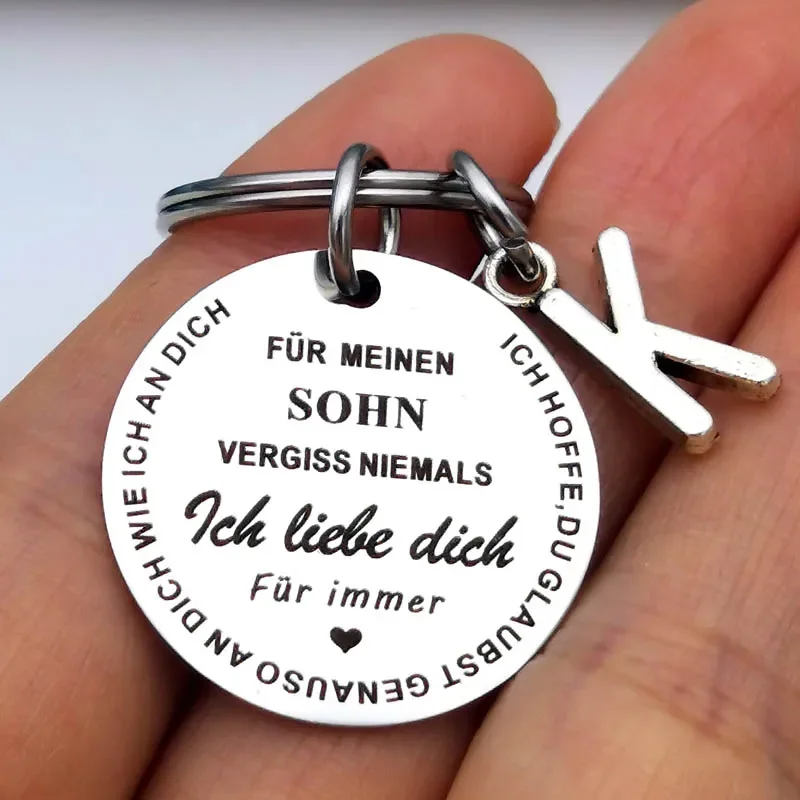 FÜR MEINEN
SOHN
VERGISS NIEMALS
Ich liebe dich
Für immer
ICH HOFFE, DU GLAUBST GENAUSO AN DICH WIE ICH AN DICH
K